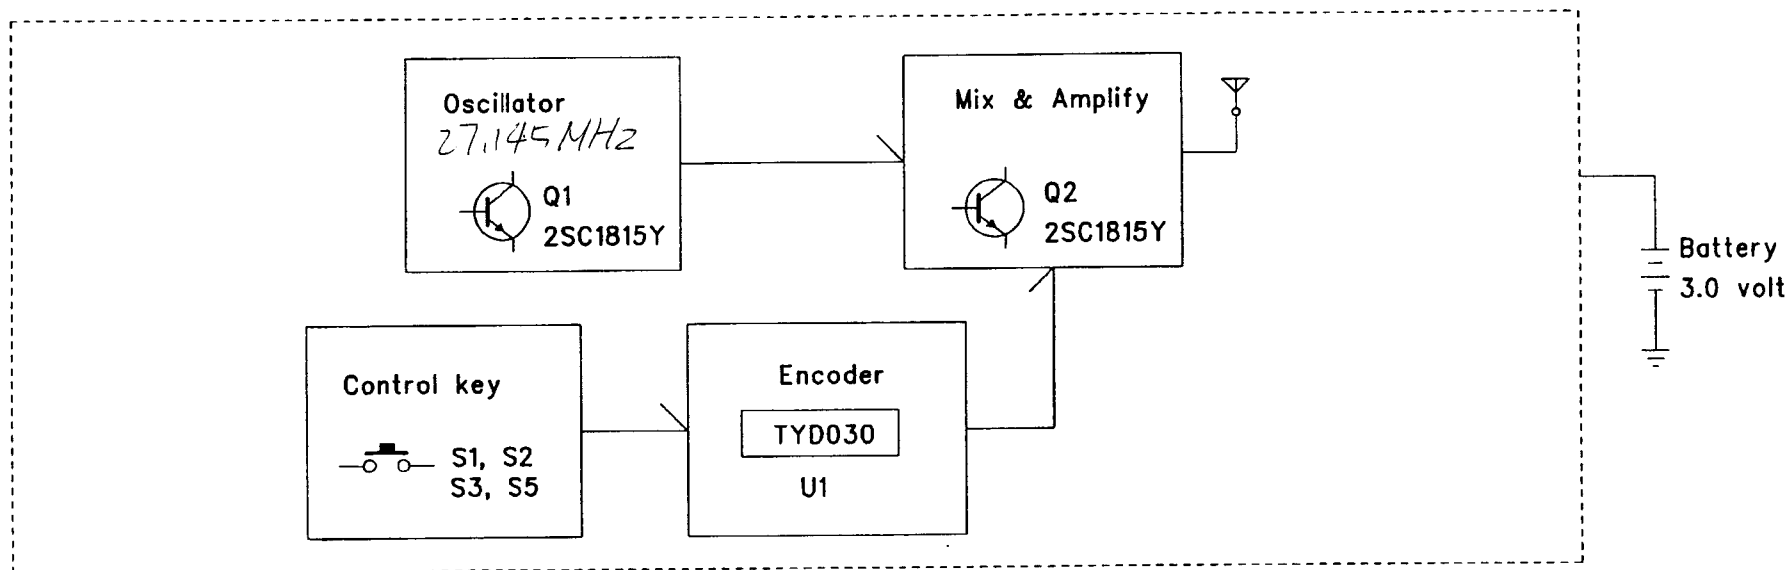 Oscillator
27.145MHz
Q1
2SC1815Y
Mix & Amplify
Q2
2SC1815Y
Battery
3.0 volt
Control key
S1, S2
S3, S5
Encoder
TYD030
U1